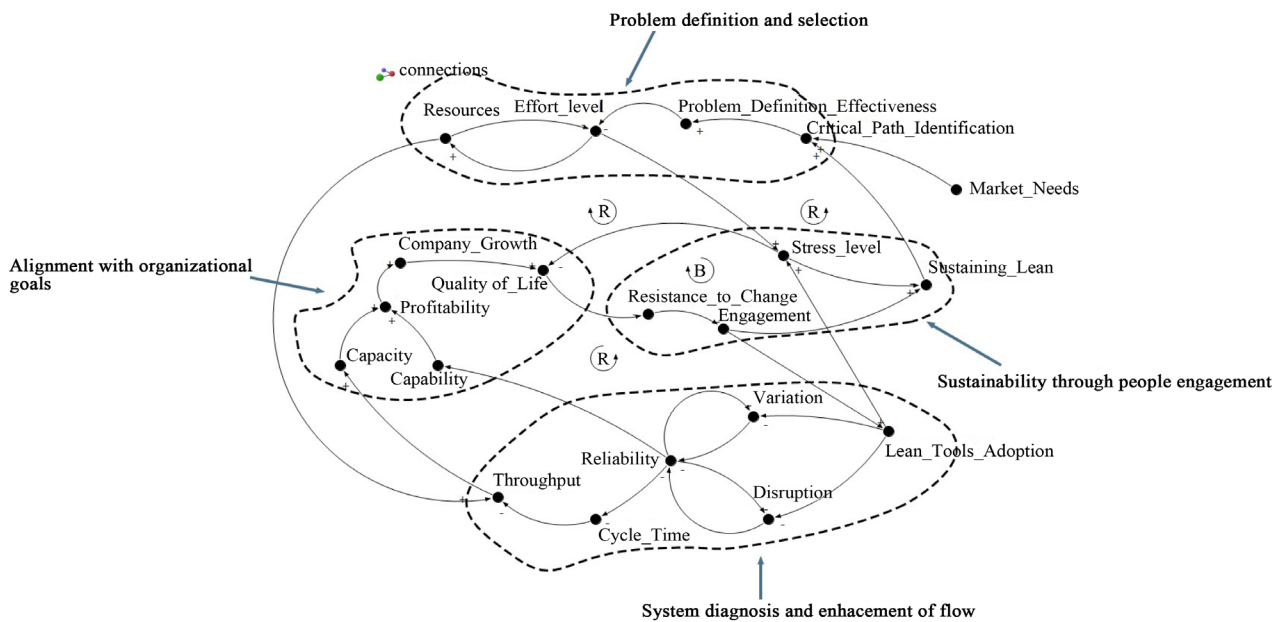 Problem definition and selection
connections
Resources
Effort_level
Problem_Definition_Effectiveness
Critical_Path_Identification
Market_Needs
R
R
Company_Growth
Stress_level
Alignment with organizational
goals
Quality of_Life
B
Sustaining_Lean
Resistance_to_Change
Engagement
Profitability
Capacity
Capability
R
Sustainability through people engagement
Variation
Lean_Tools_Adoption
Reliability
Throughput
Disruption
Cycle_Time
System diagnosis and enhacement of flow